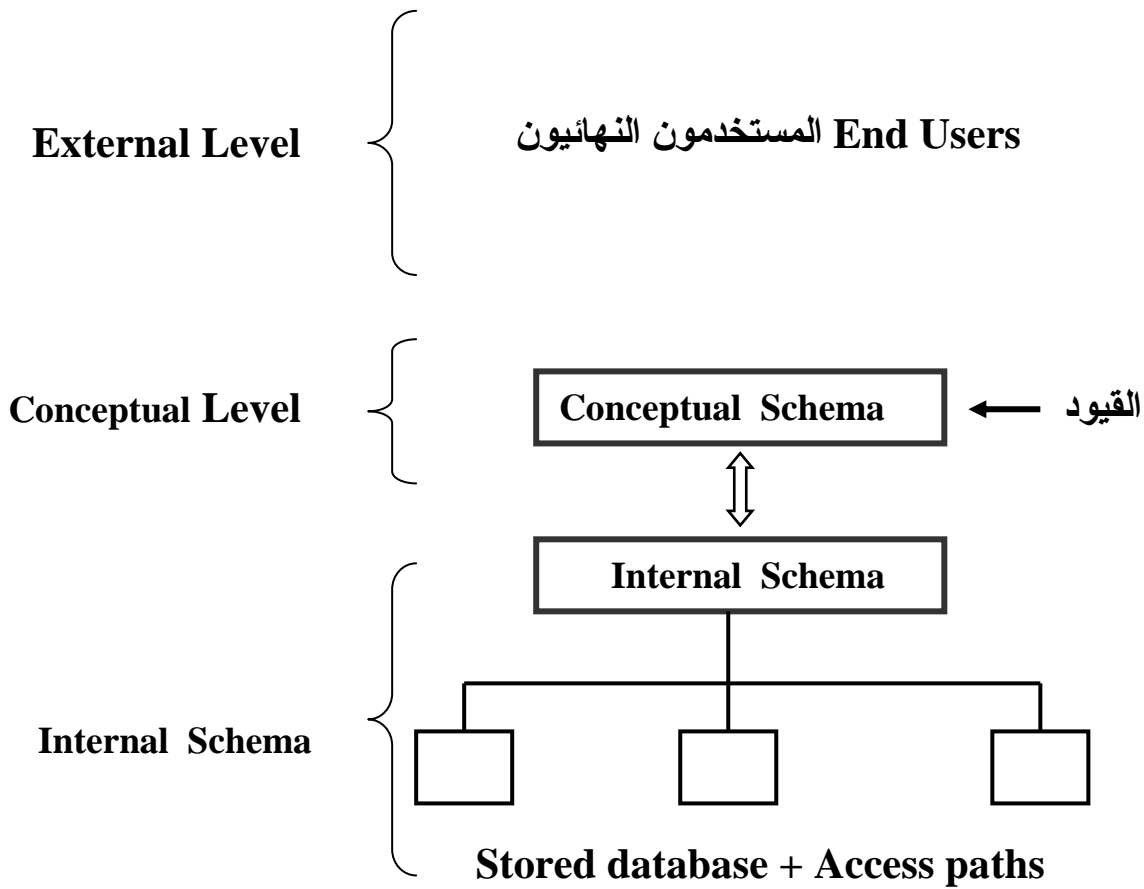 External Level
المستخدمون النهائيون End Users
Conceptual Level
Conceptual Schema
القيود
Internal Schema
Internal Schema
Stored database + Access paths